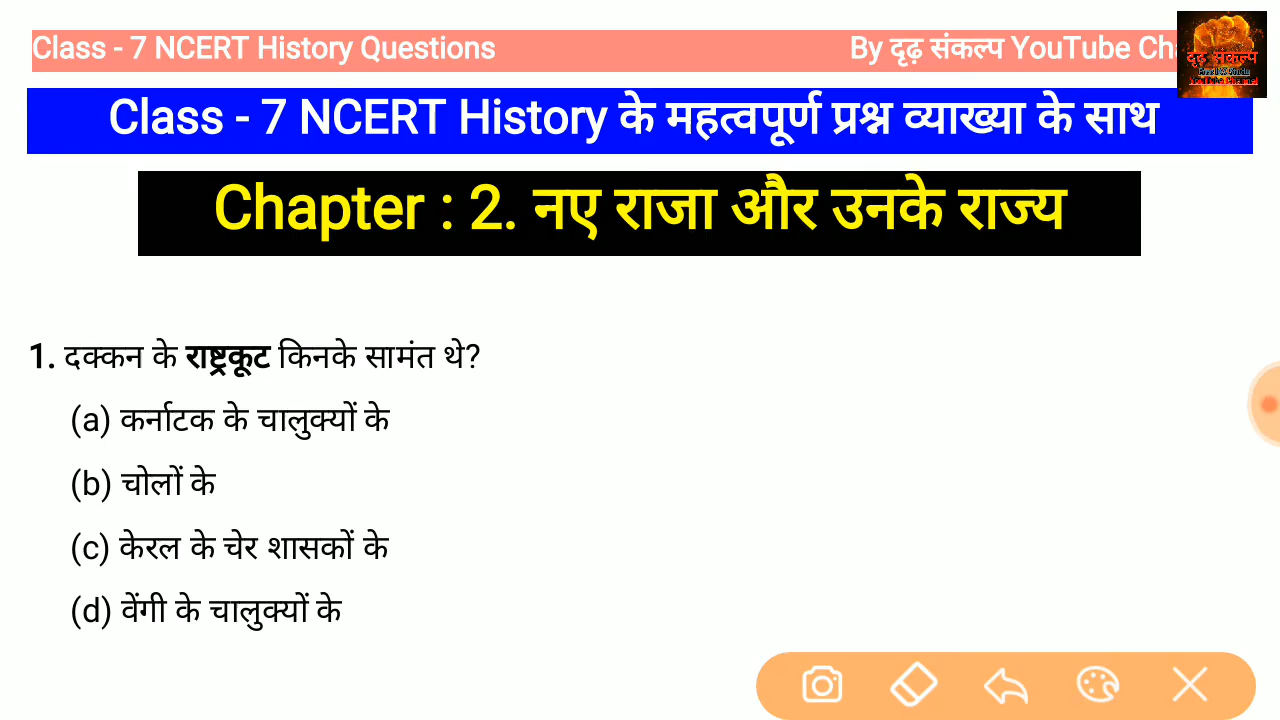 Class - 7 NCERT History Questions
By दृढ़ संकल्प YouTube
दृढ़ संकल्प
Class - 7 NCERT History के महत्वपूर्ण प्रश्न व्याख्या के साथ
Chapter : 2. नए राजा और उनके राज्य
1. दक्कन के राष्ट्रकूट किनके सामंत थे?
(a) कर्नाटक के चालुक्यों के
(b) चोलों के
(c) केरल के चेर शासकों के
(d) वेंगी के चालुक्यों के